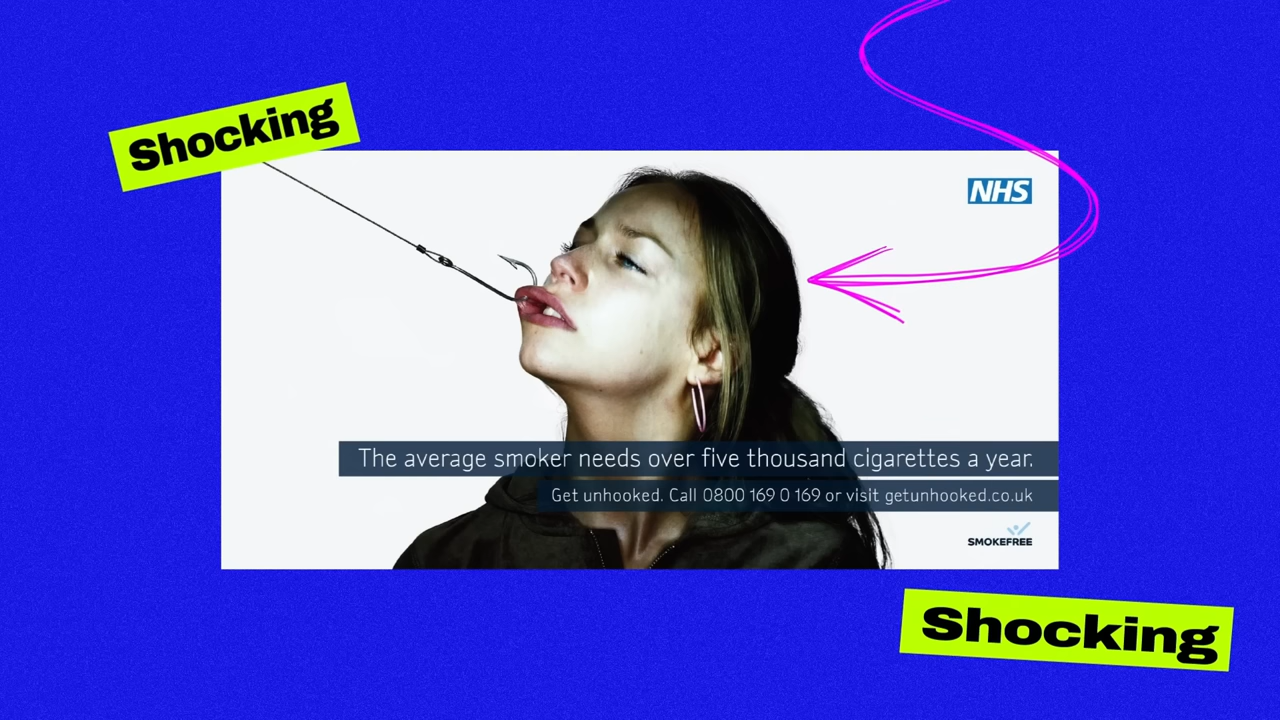 Shocking
NHS
The average smoker needs over five thousand cigarettes a year.
Get unhooked. Call 0800 169 0 169 or visit getunhooked.co.uk
SMOKEFREE
Shocking